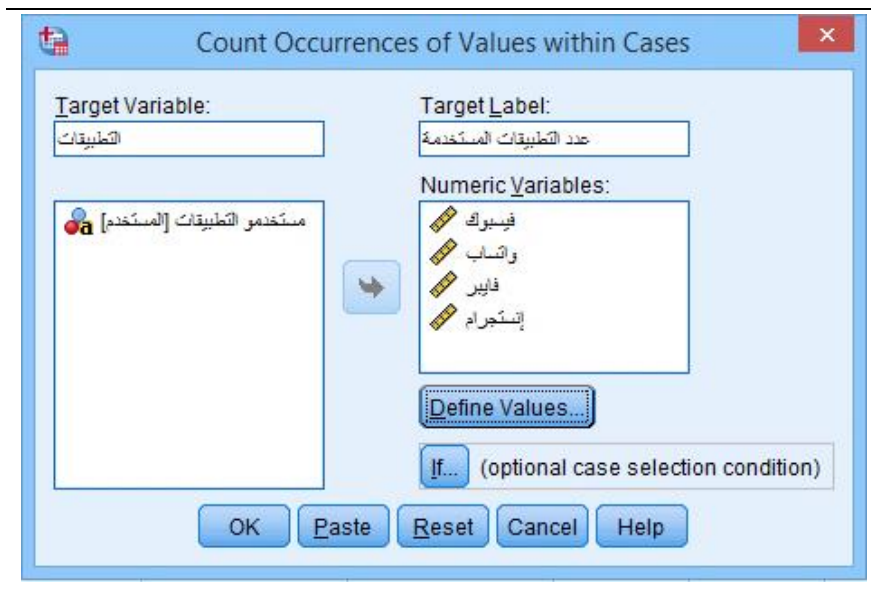 Count Occurrences of Values within Cases
Target Variable:
التطبيقات
Target Label:
عدد التطبيقات المستخدمة
مستخدمو التطبيقات [المستخدم]
Numeric Variables:
فيسبوك
واتساب
فايبر
إنستجرام
Define Values...
If... (optional case selection condition)
OK Paste Reset Cancel Help